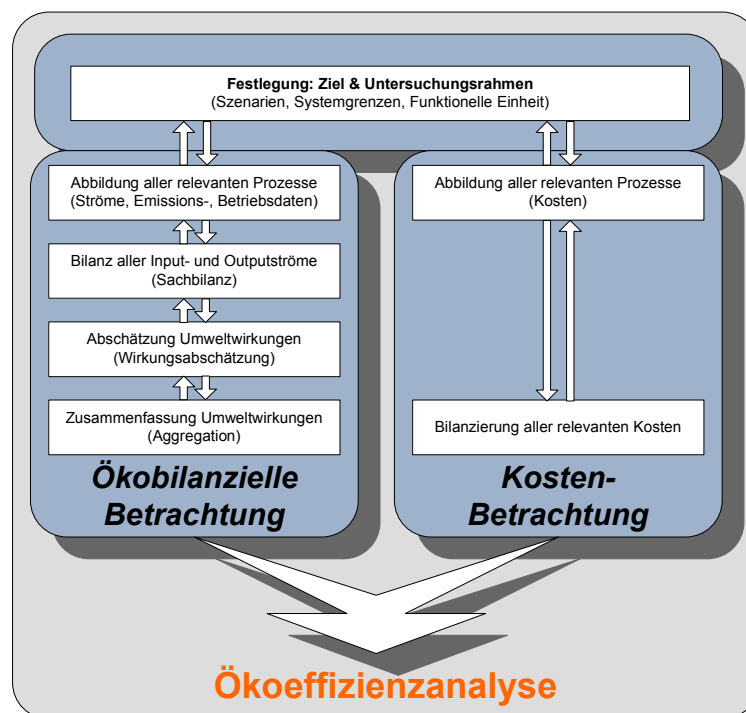 Festlegung: Ziel & Untersuchungsrahmen
(Szenarien, Systemgrenzen, Funktionelle Einheit)
Abbildung aller relevanten Prozesse
(Ströme, Emissions-, Betriebsdaten)
Bilanz aller Input- und Outputströme
(Sachbilanz)
Abschätzung Umweltwirkungen
(Wirkungsabschätzung)
Zusammenfassung Umweltwirkungen
(Aggregation)
Ökobilanzielle
Betrachtung
Abbildung aller relevanten Prozesse
(Kosten)
Bilanzierung aller relevanten Kosten
Kosten-
Betrachtung
Ökoeffizienzanalyse